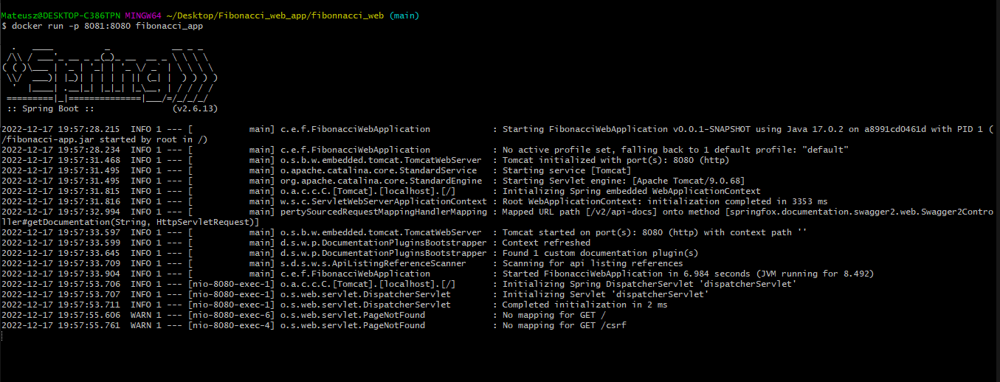 Mateusz@DESKTOP-C386TPN MINGW64 ~/Desktop/Fibonacci_web_app/fibonnacci_web (main)
$ docker run -p 8081:8080 fibonacci_app

  .   ____          _            __ _ _
 /\\ / ___'_ __ _ _(_)_ __  __ _ \ \ \ \
( ( )\___ | '_ | '_| | '_ \/ _` | \ \ \ \
 \\/  ___)| |_)| | | | | || (_| |  ) ) ) )
  '  |____| .__|_| |_|_| |_\__, | / / / /
 =========|_|==============|___/=/_/_/_/
 :: Spring Boot ::               (v2.6.13)

2022-12-17 19:57:28.215  INFO 1 --- [           main] c.e.f.FibonacciWebApplication            : Starting FibonacciWebApplication v0.0.1-SNAPSHOT using Java 17.0.2 on a8991cd0461d with PID 1 (
/fibonacci-app.jar started by root in /)
2022-12-17 19:57:28.234  INFO 1 --- [           main] c.e.f.FibonacciWebApplication            : No active profile set, falling back to 1 default profile: "default"
2022-12-17 19:57:31.468  INFO 1 --- [           main] o.s.b.w.embedded.tomcat.TomcatWebServer  : Tomcat initialized with port(s): 8080 (http)
2022-12-17 19:57:31.495  INFO 1 --- [           main] o.apache.catalina.core.StandardService   : Starting service [Tomcat]
2022-12-17 19:57:31.495  INFO 1 --- [           main] org.apache.catalina.core.StandardEngine  : Starting Servlet engine: [Apache Tomcat/9.0.68]
2022-12-17 19:57:31.815  INFO 1 --- [           main] o.a.c.c.C.[Tomcat].[localhost].[/]       : Initializing Spring embedded WebApplicationContext
2022-12-17 19:57:31.816  INFO 1 --- [           main] w.s.c.ServletWebServerApplicationContext : Root WebApplicationContext: initialization completed in 3353 ms
2022-12-17 19:57:32.994  INFO 1 --- [           main] pertySourcedRequestMappingHandlerMapping : Mapped URL path [/v2/api-docs] onto method [springfox.documentation.swagger2.web.Swagger2Contro
ller#getDocumentation(String, HttpServletRequest)]
2022-12-17 19:57:33.597  INFO 1 --- [           main] o.s.b.w.embedded.tomcat.TomcatWebServer  : Tomcat started on port(s): 8080 (http) with context path ''
2022-12-17 19:57:33.599  INFO 1 --- [           main] d.s.w.p.DocumentationPluginsBootstrapper : Context refreshed
2022-12-17 19:57:33.645  INFO 1 --- [           main] d.s.w.p.DocumentationPluginsBootstrapper : Found 1 custom documentation plugin(s)
2022-12-17 19:57:33.709  INFO 1 --- [           main] s.d.s.w.s.ApiListingReferenceScanner     : Scanning for api listing references
2022-12-17 19:57:33.904  INFO 1 --- [           main] c.e.f.FibonacciWebApplication            : Started FibonacciWebApplication in 6.984 seconds (JVM running for 8.492)
2022-12-17 19:57:53.706  INFO 1 --- [nio-8080-exec-1] o.a.c.c.C.[Tomcat].[localhost].[/]       : Initializing Spring DispatcherServlet 'dispatcherServlet'
2022-12-17 19:57:53.707  INFO 1 --- [nio-8080-exec-1] o.s.web.servlet.DispatcherServlet        : Initializing Servlet 'dispatcherServlet'
2022-12-17 19:57:53.711  INFO 1 --- [nio-8080-exec-1] o.s.web.servlet.DispatcherServlet        : Completed initialization in 2 ms
2022-12-17 19:57:55.606  WARN 1 --- [nio-8080-exec-6] o.s.web.servlet.PageNotFound             : No mapping for GET /
2022-12-17 19:57:55.761  WARN 1 --- [nio-8080-exec-4] o.s.web.servlet.PageNotFound             : No mapping for GET /csrf